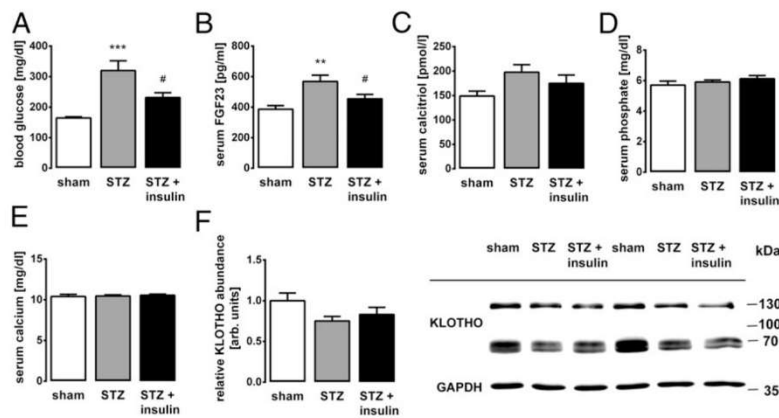 A
blood glucose [mg/dl]
400
300
200
100
0
***
#
sham
STZ
STZ +
insulin
B
serum FGF23 [pg/ml]
800
600
400
200
0
**
#
sham
STZ
STZ +
insulin
C
serum calcitriol [pmol/l]
250
200
150
100
50
0
sham
STZ
STZ +
insulin
D
serum phosphate [mg/dl]
8
6
4
2
0
sham
STZ
STZ +
insulin
E
serum calcium [mg/dl]
15
10
5
0
sham
STZ
STZ +
insulin
F
relative KLOTHO abundance
[arb. units]
1.5
1.0
0.5
0.0
sham
STZ
STZ +
insulin
sham STZ STZ + insulin sham STZ STZ + insulin kDa
KLOTHO
130
100
70
GAPDH
35